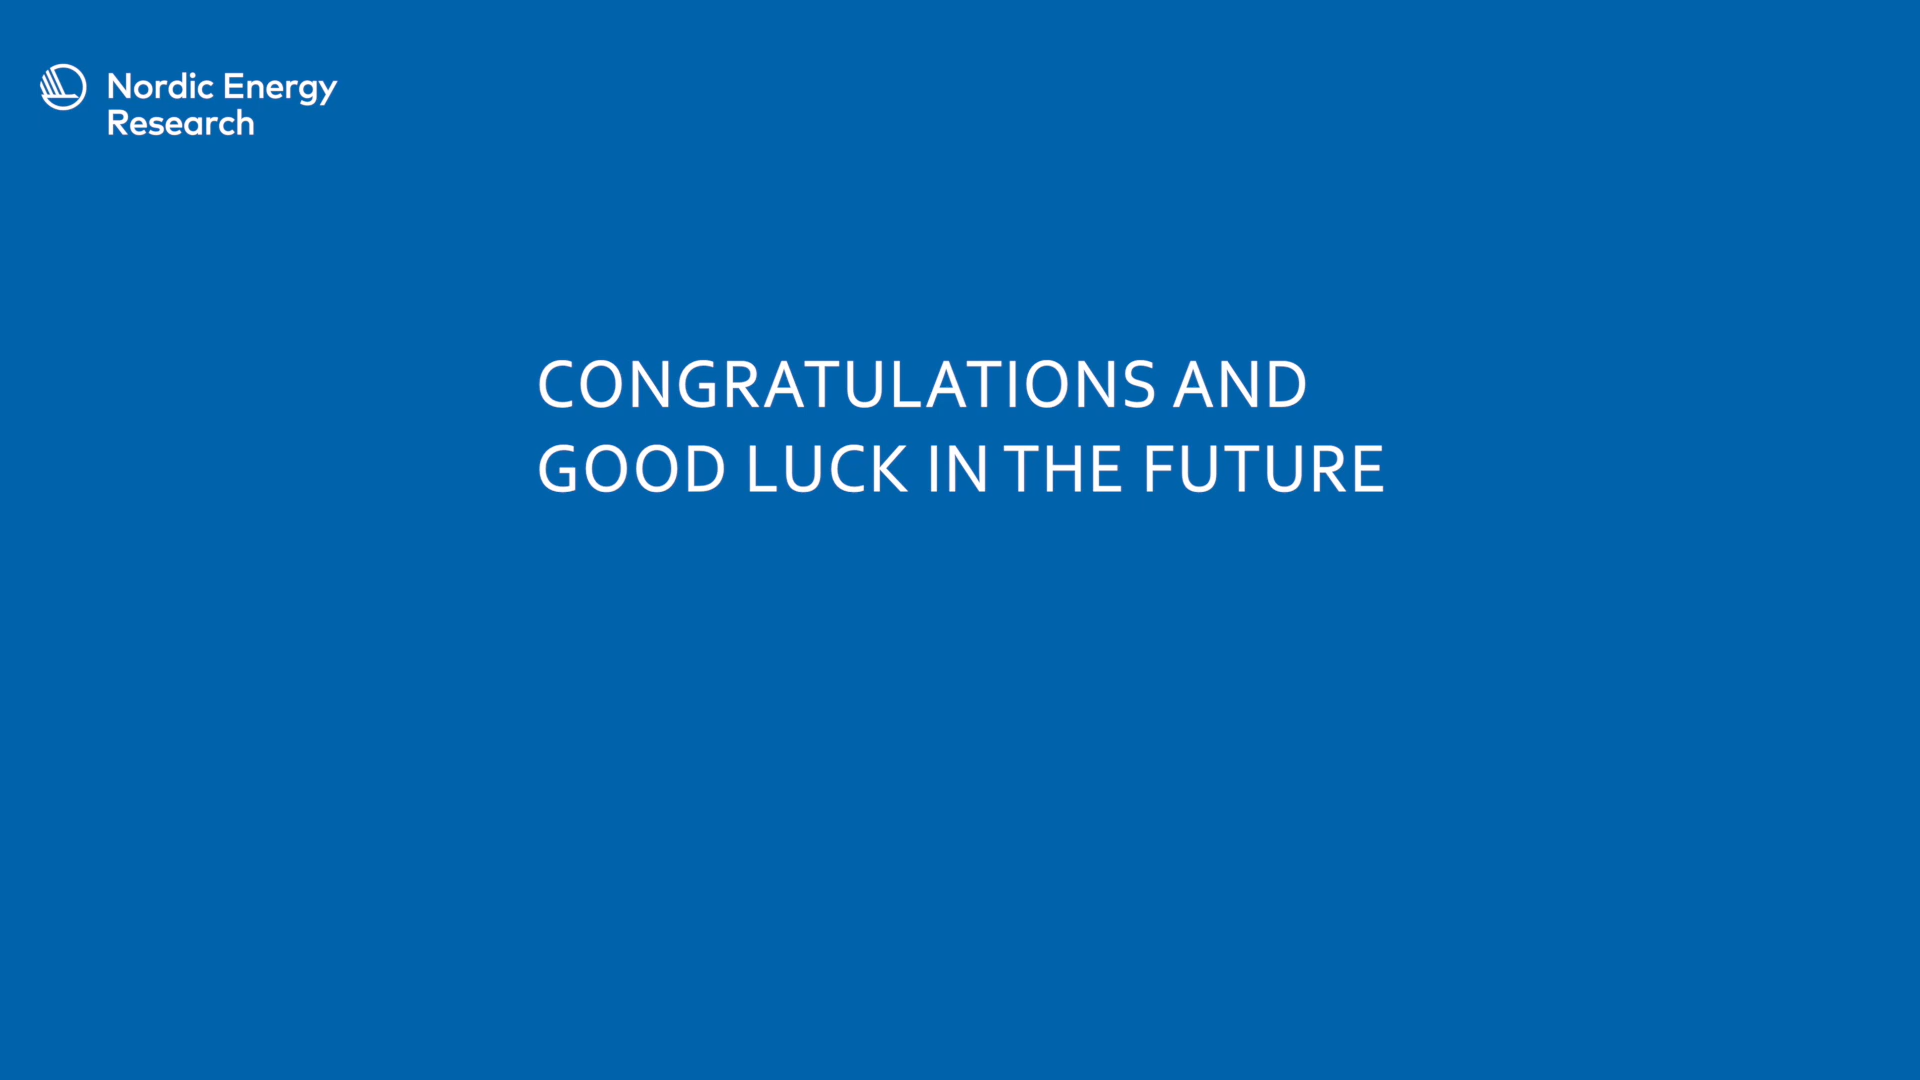 Nordic Energy
Research
CONGRATULATIONS AND
GOOD LUCK IN THE FUTURE